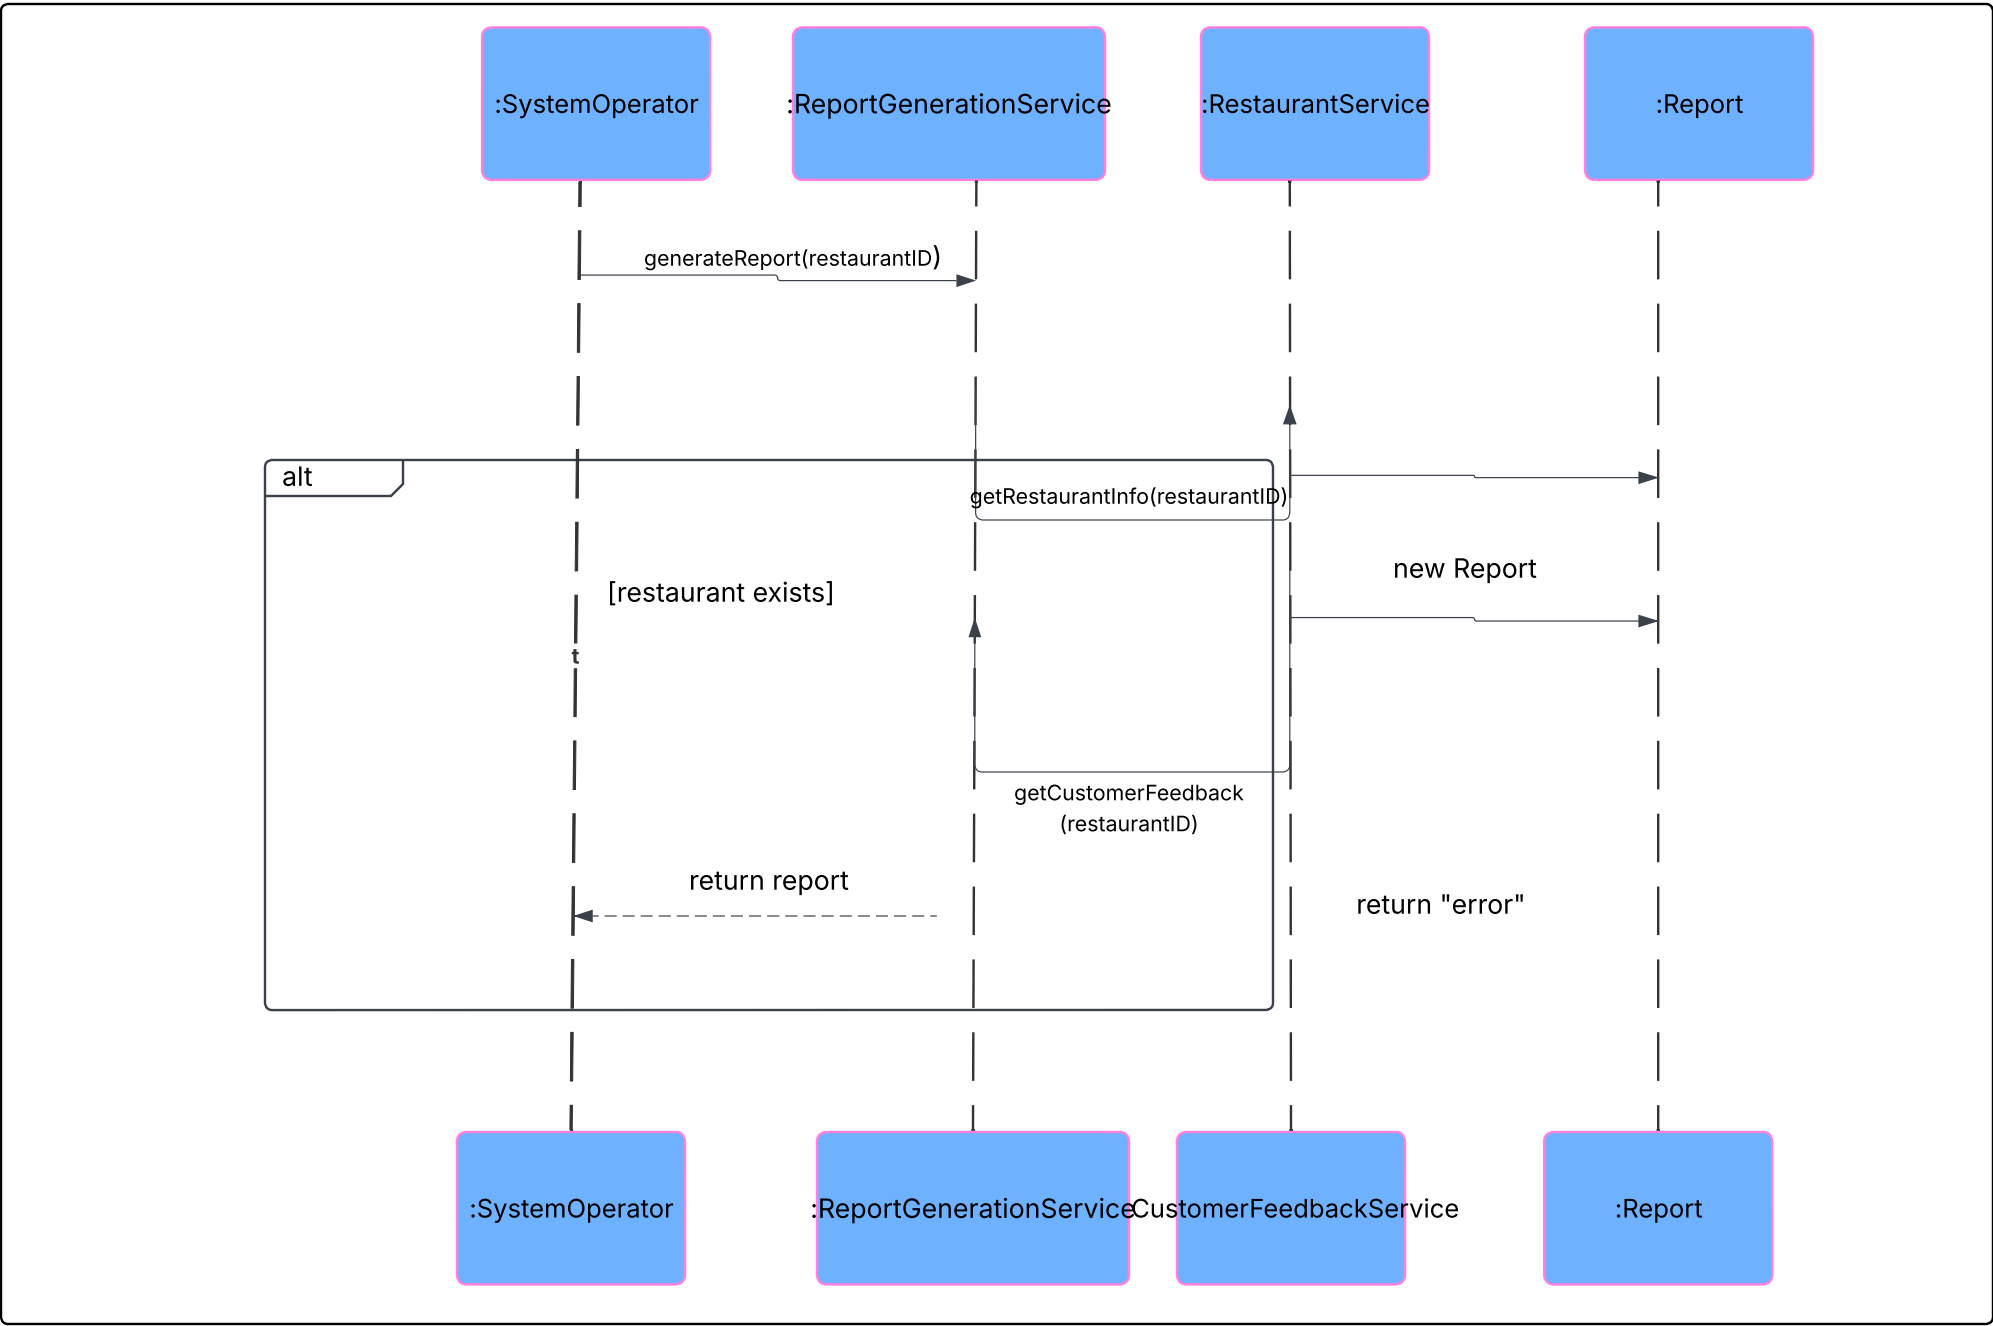 :SystemOperator
:ReportGenerationService
:RestaurantService
:Report
generateReport(restaurantID)
alt
getRestaurantInfo(restaurantID)
new Report
[restaurant exists]
t
getCustomerFeedback
(restaurantID)
return report
return "error"
:SystemOperator
:ReportGenerationService
CustomerFeedbackService
:Report